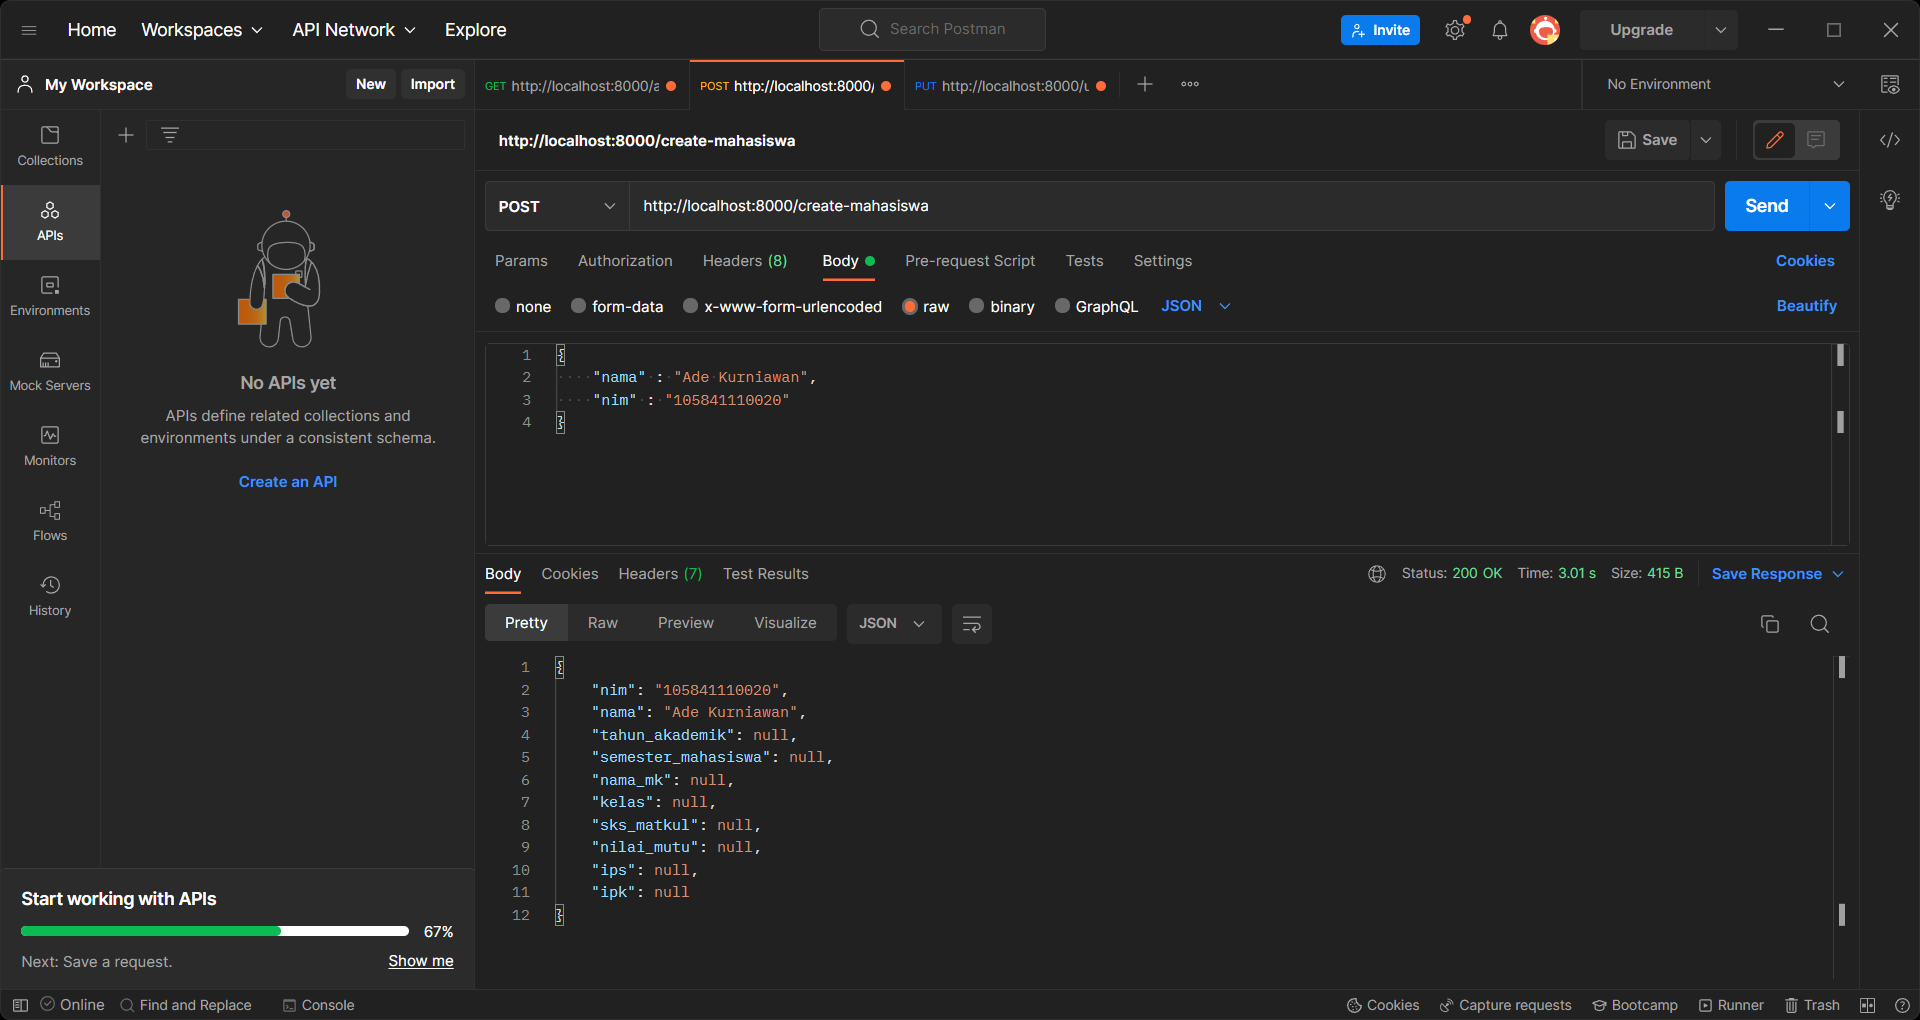 Home Workspaces API Network Explore Search Postman Invite Upgrade
My Workspace New Import
GET http://localhost:8000/a POST http://localhost:8000/ PUT http://localhost:8000/u No Environment
Collections
APIs
Environments
Mock Servers
Monitors
Flows
History
No APIs yet
APIs define related collections and
environments under a consistent schema.
Create an API
Start working with APIs
67%
Next: Save a request. Show me
http://localhost:8000/create-mahasiswa Save
POST http://localhost:8000/create-mahasiswa Send
Params Authorization Headers (8) Body Pre-request Script Tests Settings Cookies
none form-data x-www-form-urlencoded raw binary GraphQL JSON Beautify
1 {
2 "nama" : "Ade Kurniawan",
3 "nim" : "105841110020"
4 }
Body Cookies Headers (7) Test Results Status: 200 OK Time: 3.01 s Size: 415 B Save Response
Pretty Raw Preview Visualize JSON
1 {
2 "nim": "105841110020",
3 "nama": "Ade Kurniawan",
4 "tahun_akademik": null,
5 "semester_mahasiswa": null,
6 "nama_mk": null,
7 "kelas": null,
8 "sks_matkul": null,
9 "nilai_mutu": null,
10 "ips": null,
11 "ipk": null
12 }
Online Find and Replace Console Cookies Capture requests Bootcamp Runner Trash